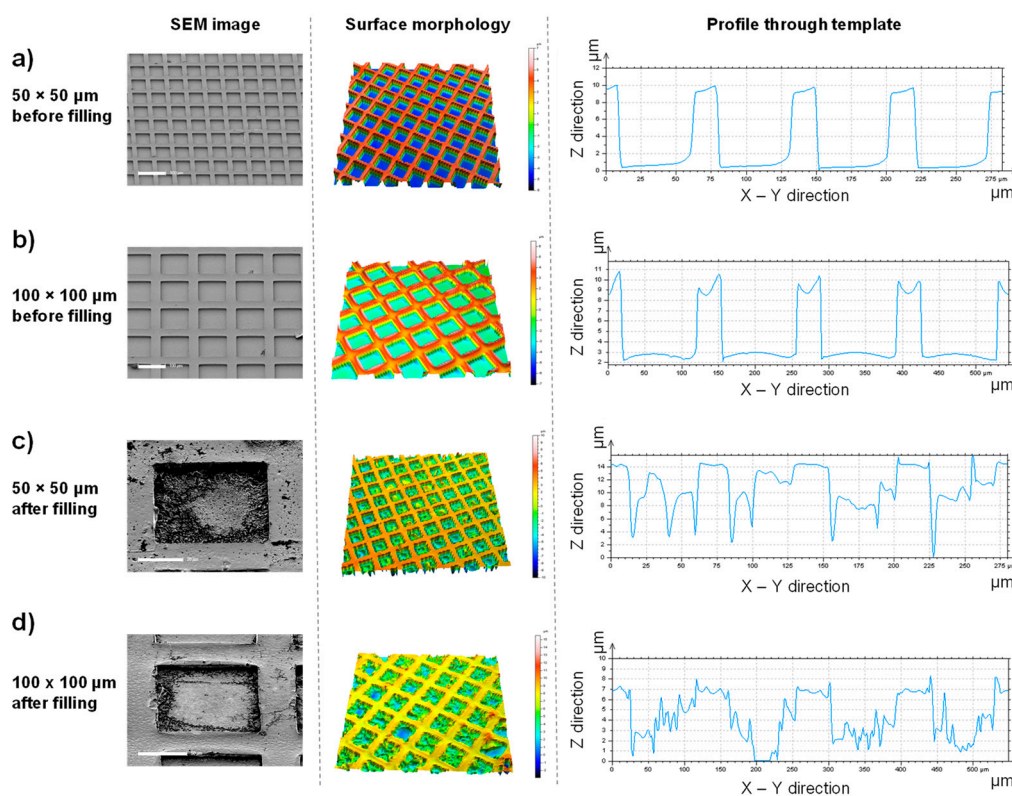 SEM image
Surface morphology
Profile through template
a)
50 × 50 µm
before filling
µm
Z direction
12
10
8
6
4
2
1
0
0 25 50 75 100 125 150 175 200 225 250 275 µm
X – Y direction
µm
b)
100 × 100 µm
before filling
µm
Z direction
11
10
9
8
7
6
5
4
3
2
0 50 100 150 200 250 300 350 400 450 500 µm
X – Y direction
µm
c)
50 × 50 µm
after filling
µm
Z direction
14
12
10
8
6
4
2
0
0 25 50 75 100 125 150 175 200 225 250 275 µm
X – Y direction
µm
d)
100 x 100 µm
after filling
µm
Z direction
10
9
8
7
6
5
4
3
2
1
0
0 50 100 150 200 250 300 350 400 450 500 µm
X – Y direction
µm